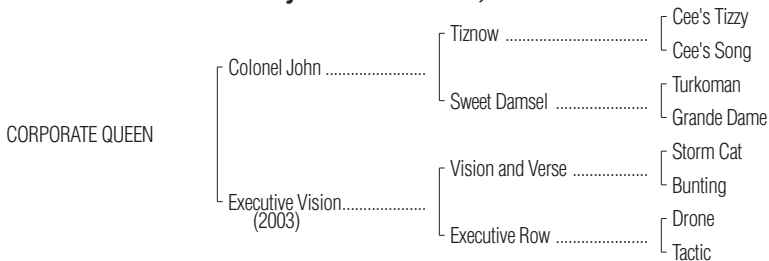 Cee's Tizzy
Tiznow ..................................
Cee's Song
Colonel John ........................
Turkoman
Sweet Damsel ......................
Grande Dame
CORPORATE QUEEN
Storm Cat
Vision and Verse ..................
Bunting
Executive Vision....................
(2003)
Drone
Executive Row ......................
Tactic